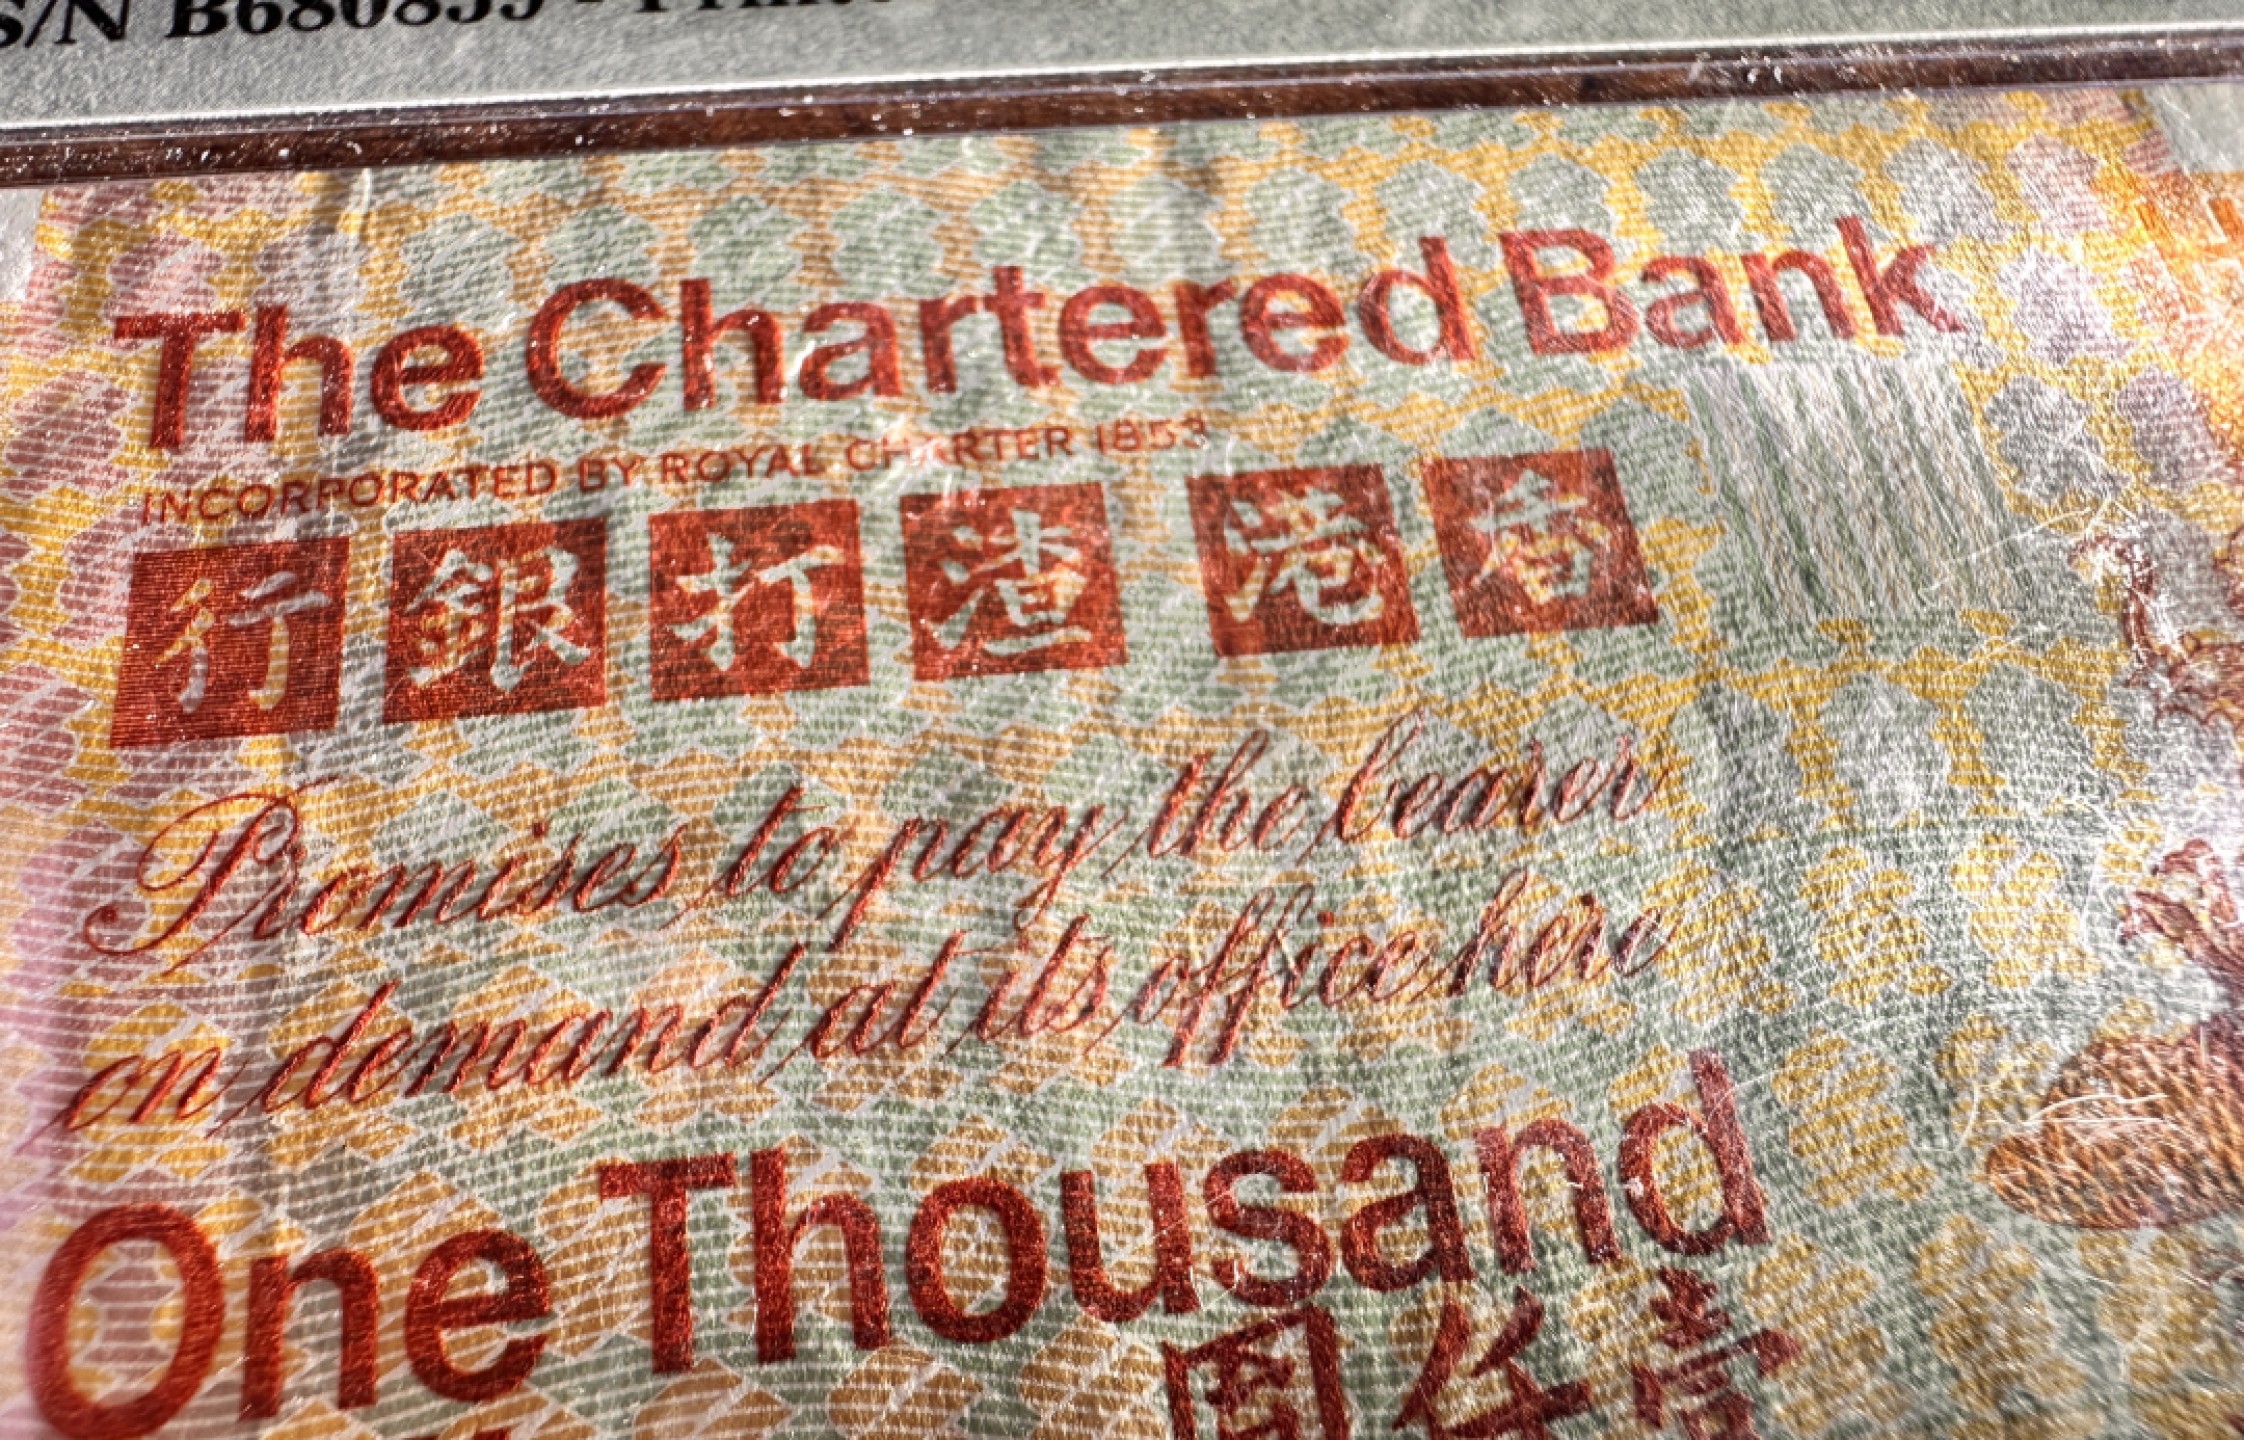 S/N
The Chartered Bank
INCORPORATED BY ROYAL CHARTER 1853
香港 渣打銀行
Promises to pay the bearer
on demand at its office here
One Thousand
壹仟圓